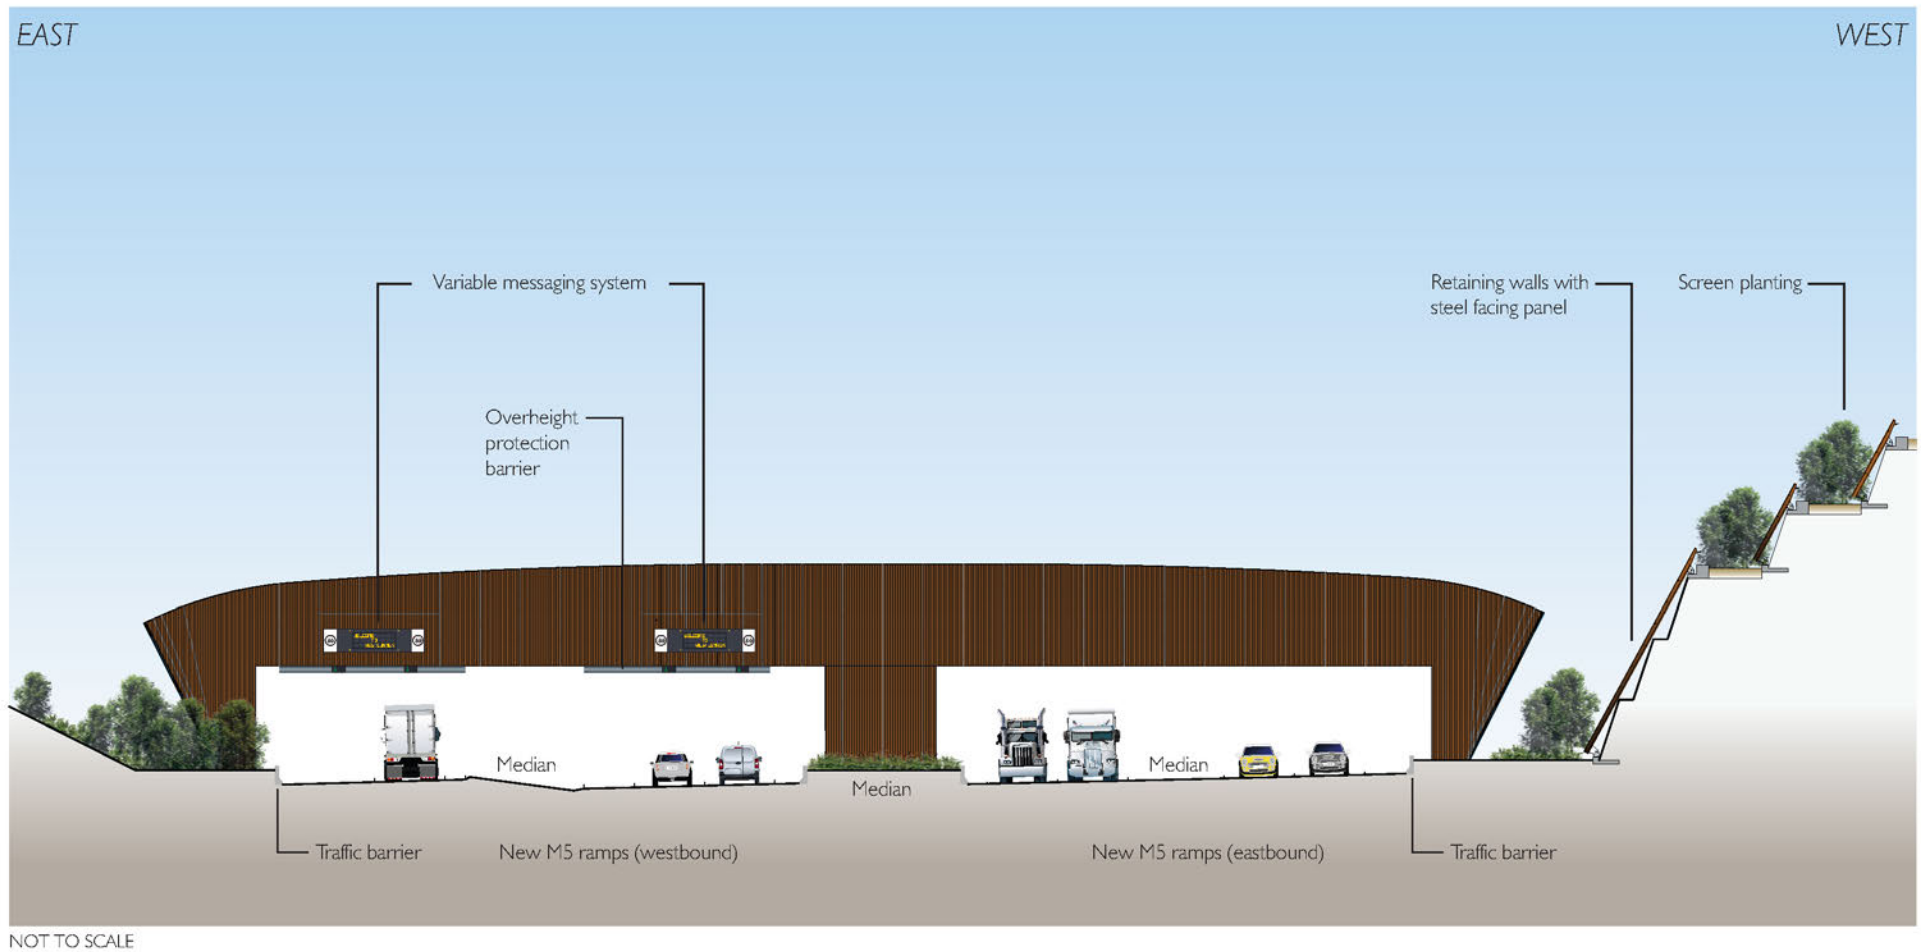 EAST
WEST
Variable messaging system
Retaining walls with
steel facing panel
Screen planting
Overheight
protection
barrier
Median
Median
Median
Traffic barrier
New M5 ramps (westbound)
New M5 ramps (eastbound)
Traffic barrier
NOT TO SCALE